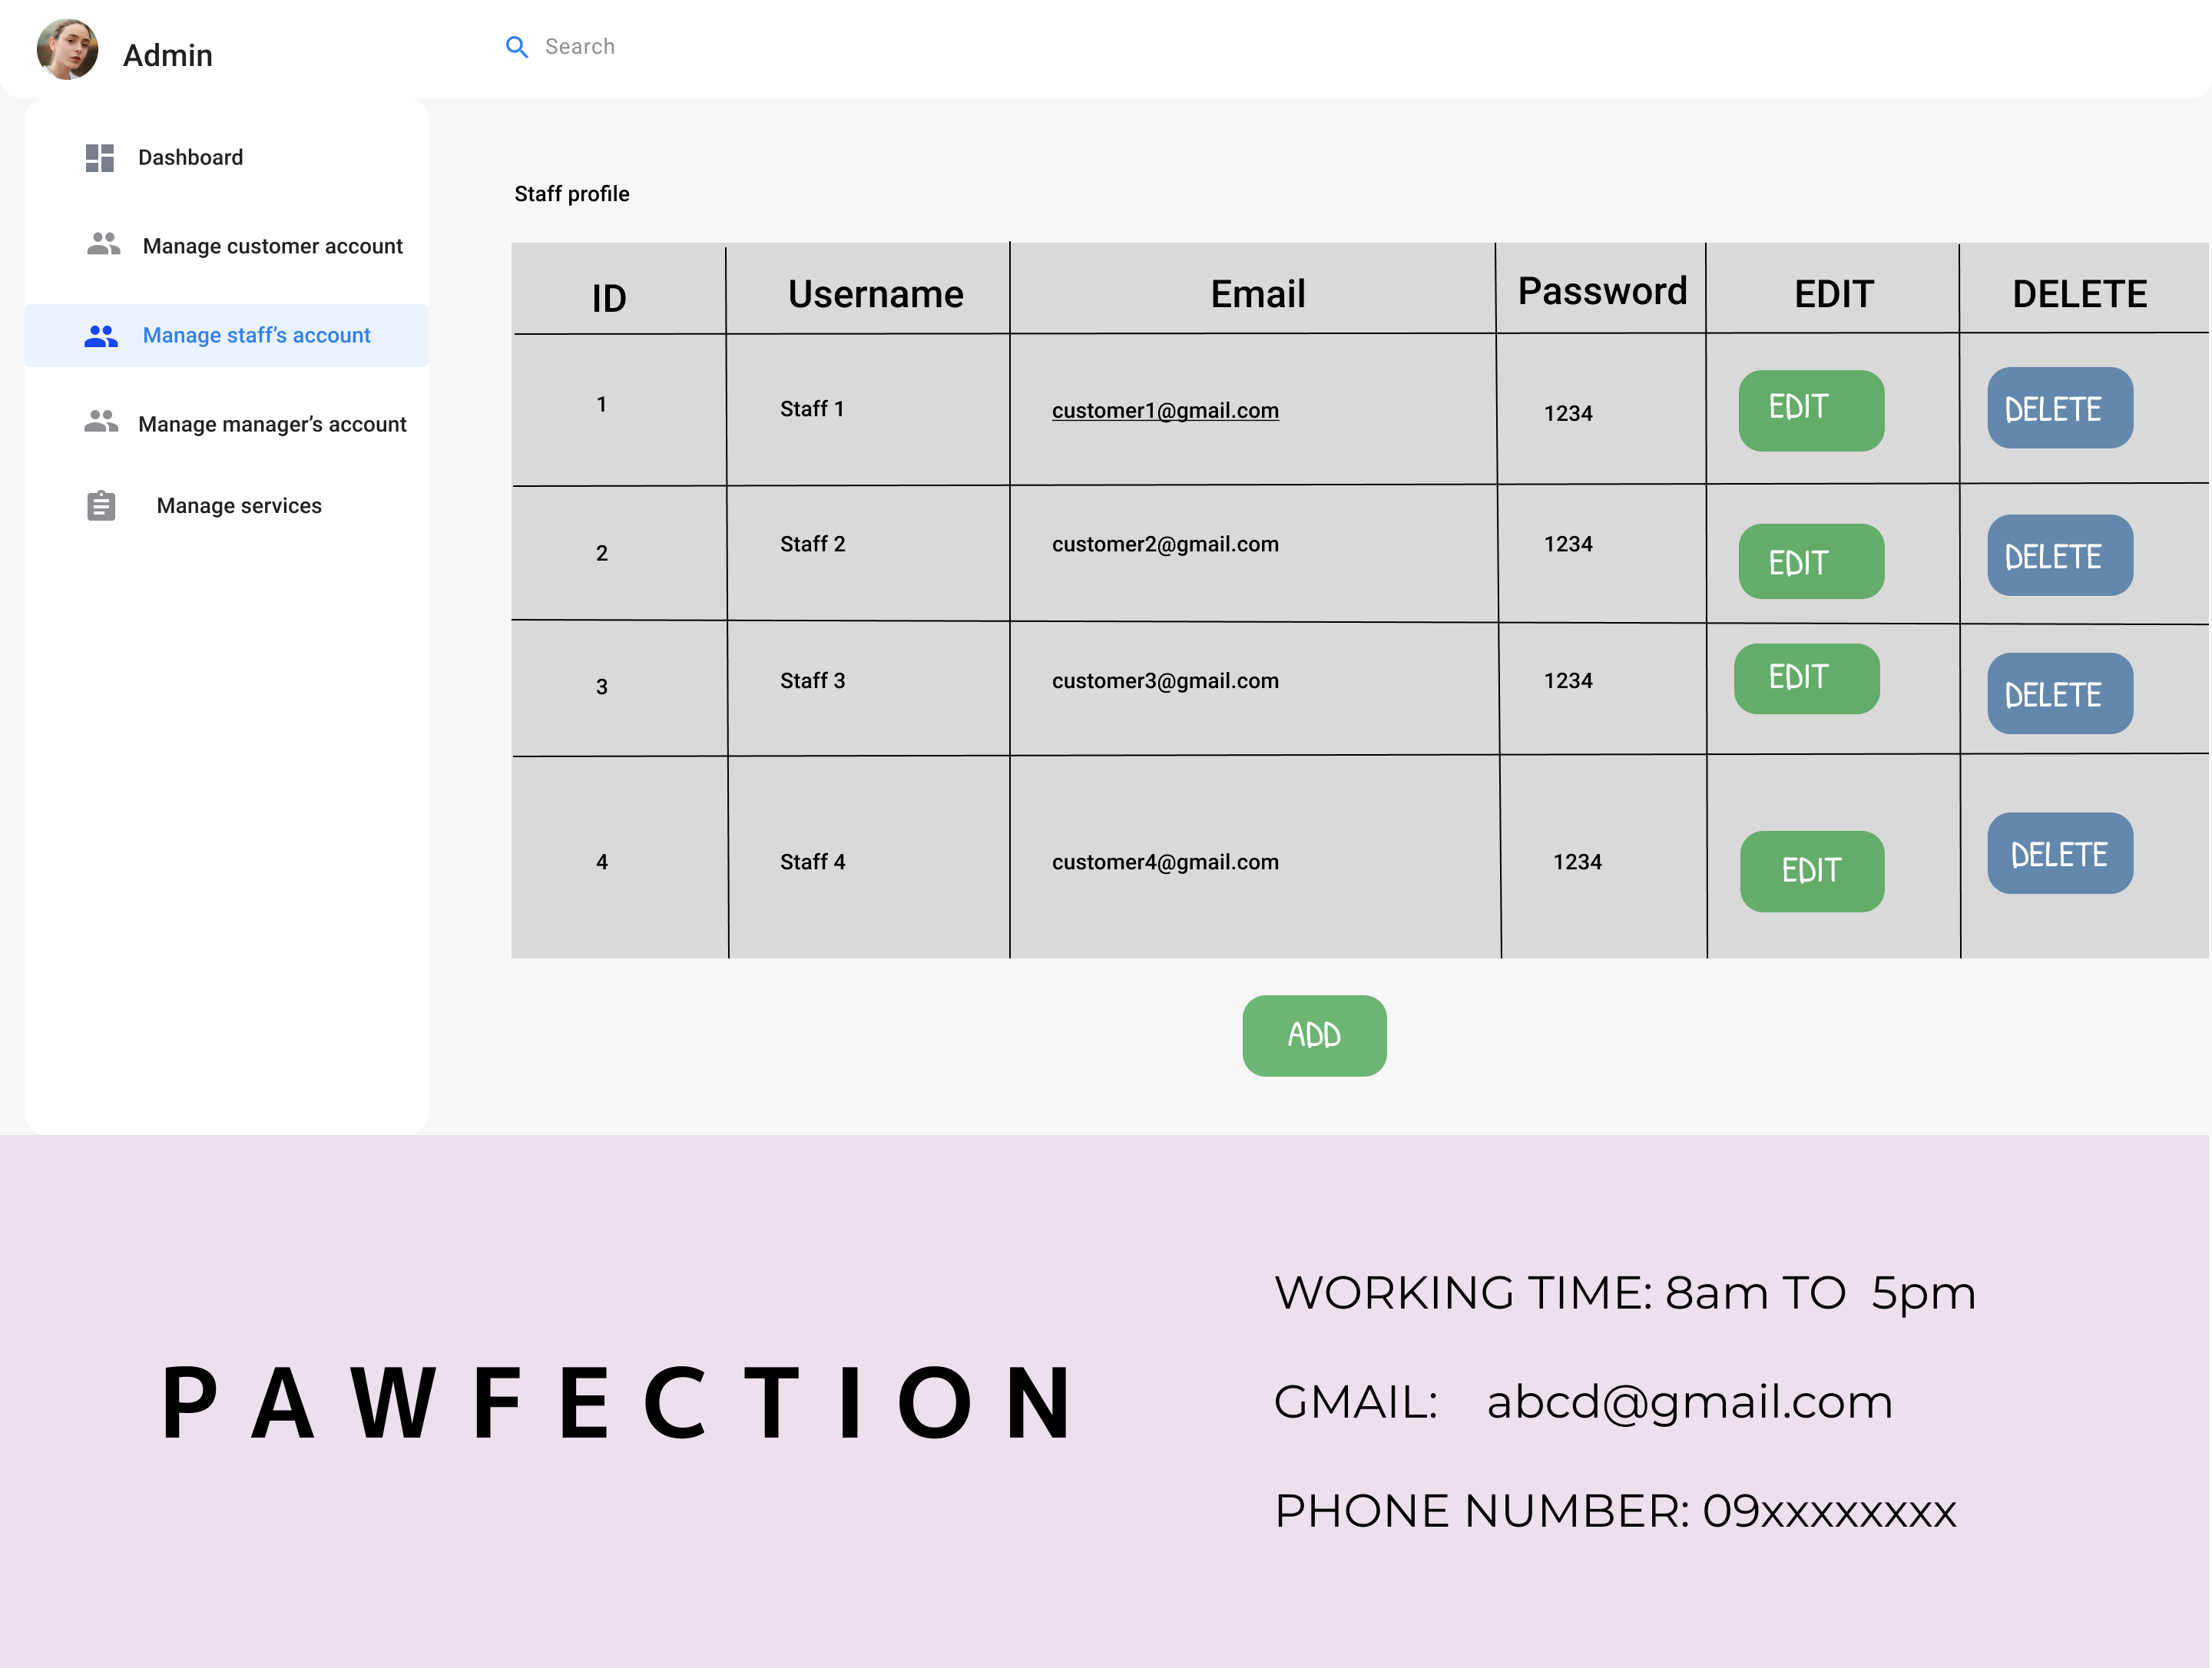 Admin
Search
Dashboard
Manage customer account
Manage staff’s account
Manage manager’s account
Manage services
Staff profile
ID Username Email Password EDIT DELETE
1 Staff 1 customer1@gmail.com 1234 EDIT DELETE
2 Staff 2 customer2@gmail.com 1234 EDIT DELETE
3 Staff 3 customer3@gmail.com 1234 EDIT DELETE
4 Staff 4 customer4@gmail.com 1234 EDIT DELETE
ADD
PAWFECTION
WORKING TIME: 8am TO 5pm
GMAIL: abcd@gmail.com
PHONE NUMBER: 09xxxxxxxx